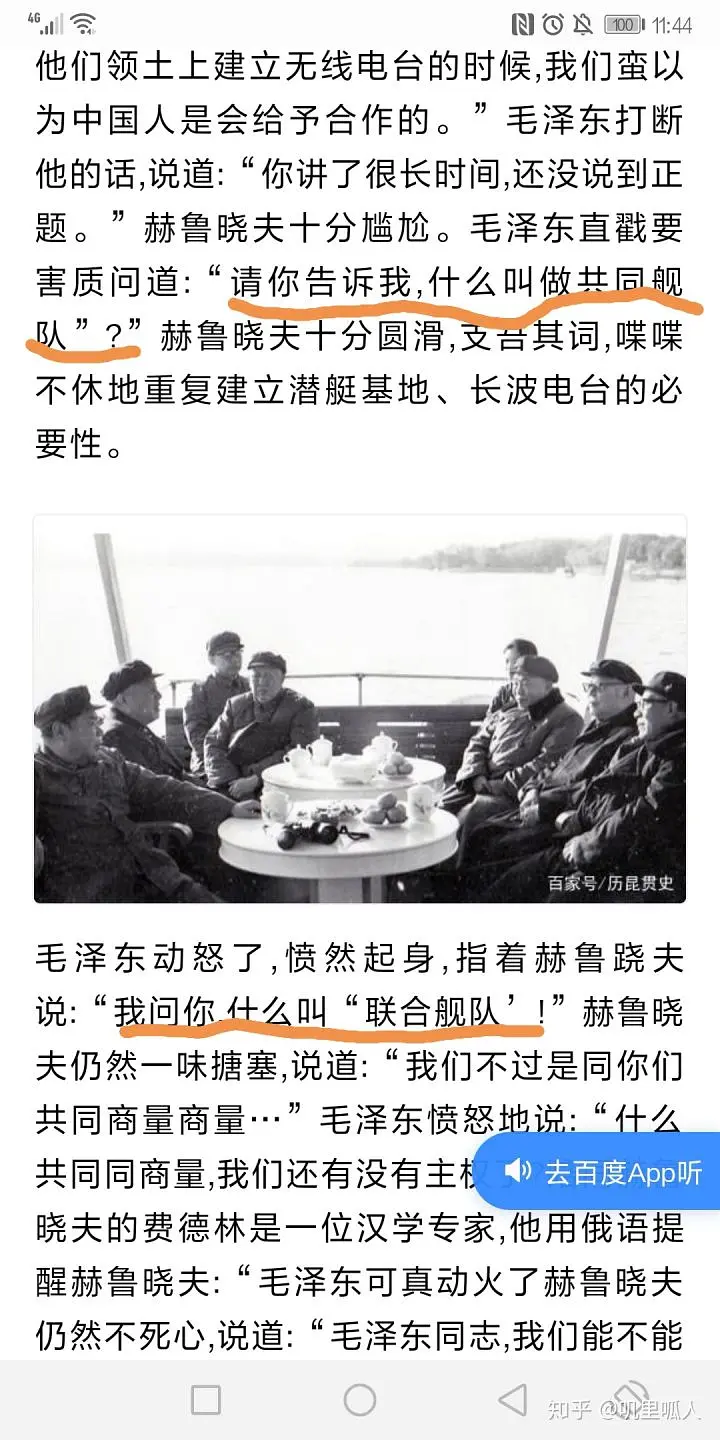 4G 100 11:44
他们领土上建立无线电台的时候,我们蛮以
为中国人是会给予合作的。”毛泽东打断
他的话,说道:“你讲了很长时间,还没说到正
题。”赫鲁晓夫十分尴尬。毛泽东直戳要
害质问道:“请你告诉我,什么叫做共同舰
队”?”赫鲁晓夫十分圆滑,支吾其词,喋喋
不休地重复建立潜艇基地、长波电台的必
要性。
百家号/历昆贯史
毛泽东动怒了,愤然起身,指着赫鲁跷夫
说:“我问你,什么叫“联合舰队’!”赫鲁晓
夫仍然一味搪塞,说道:“我们不过是同你们
共同商量商量…”毛泽东愤怒地说:“什么
共同同商量,我们还有没有主权
去百度App听
晓夫的费德林是一位汉学专家,他用俄语提
醒赫鲁晓夫:“毛泽东可真动火了赫鲁晓夫
仍然不死心,说道:“毛泽东同志,我们能不能
知乎 @叽里呱人